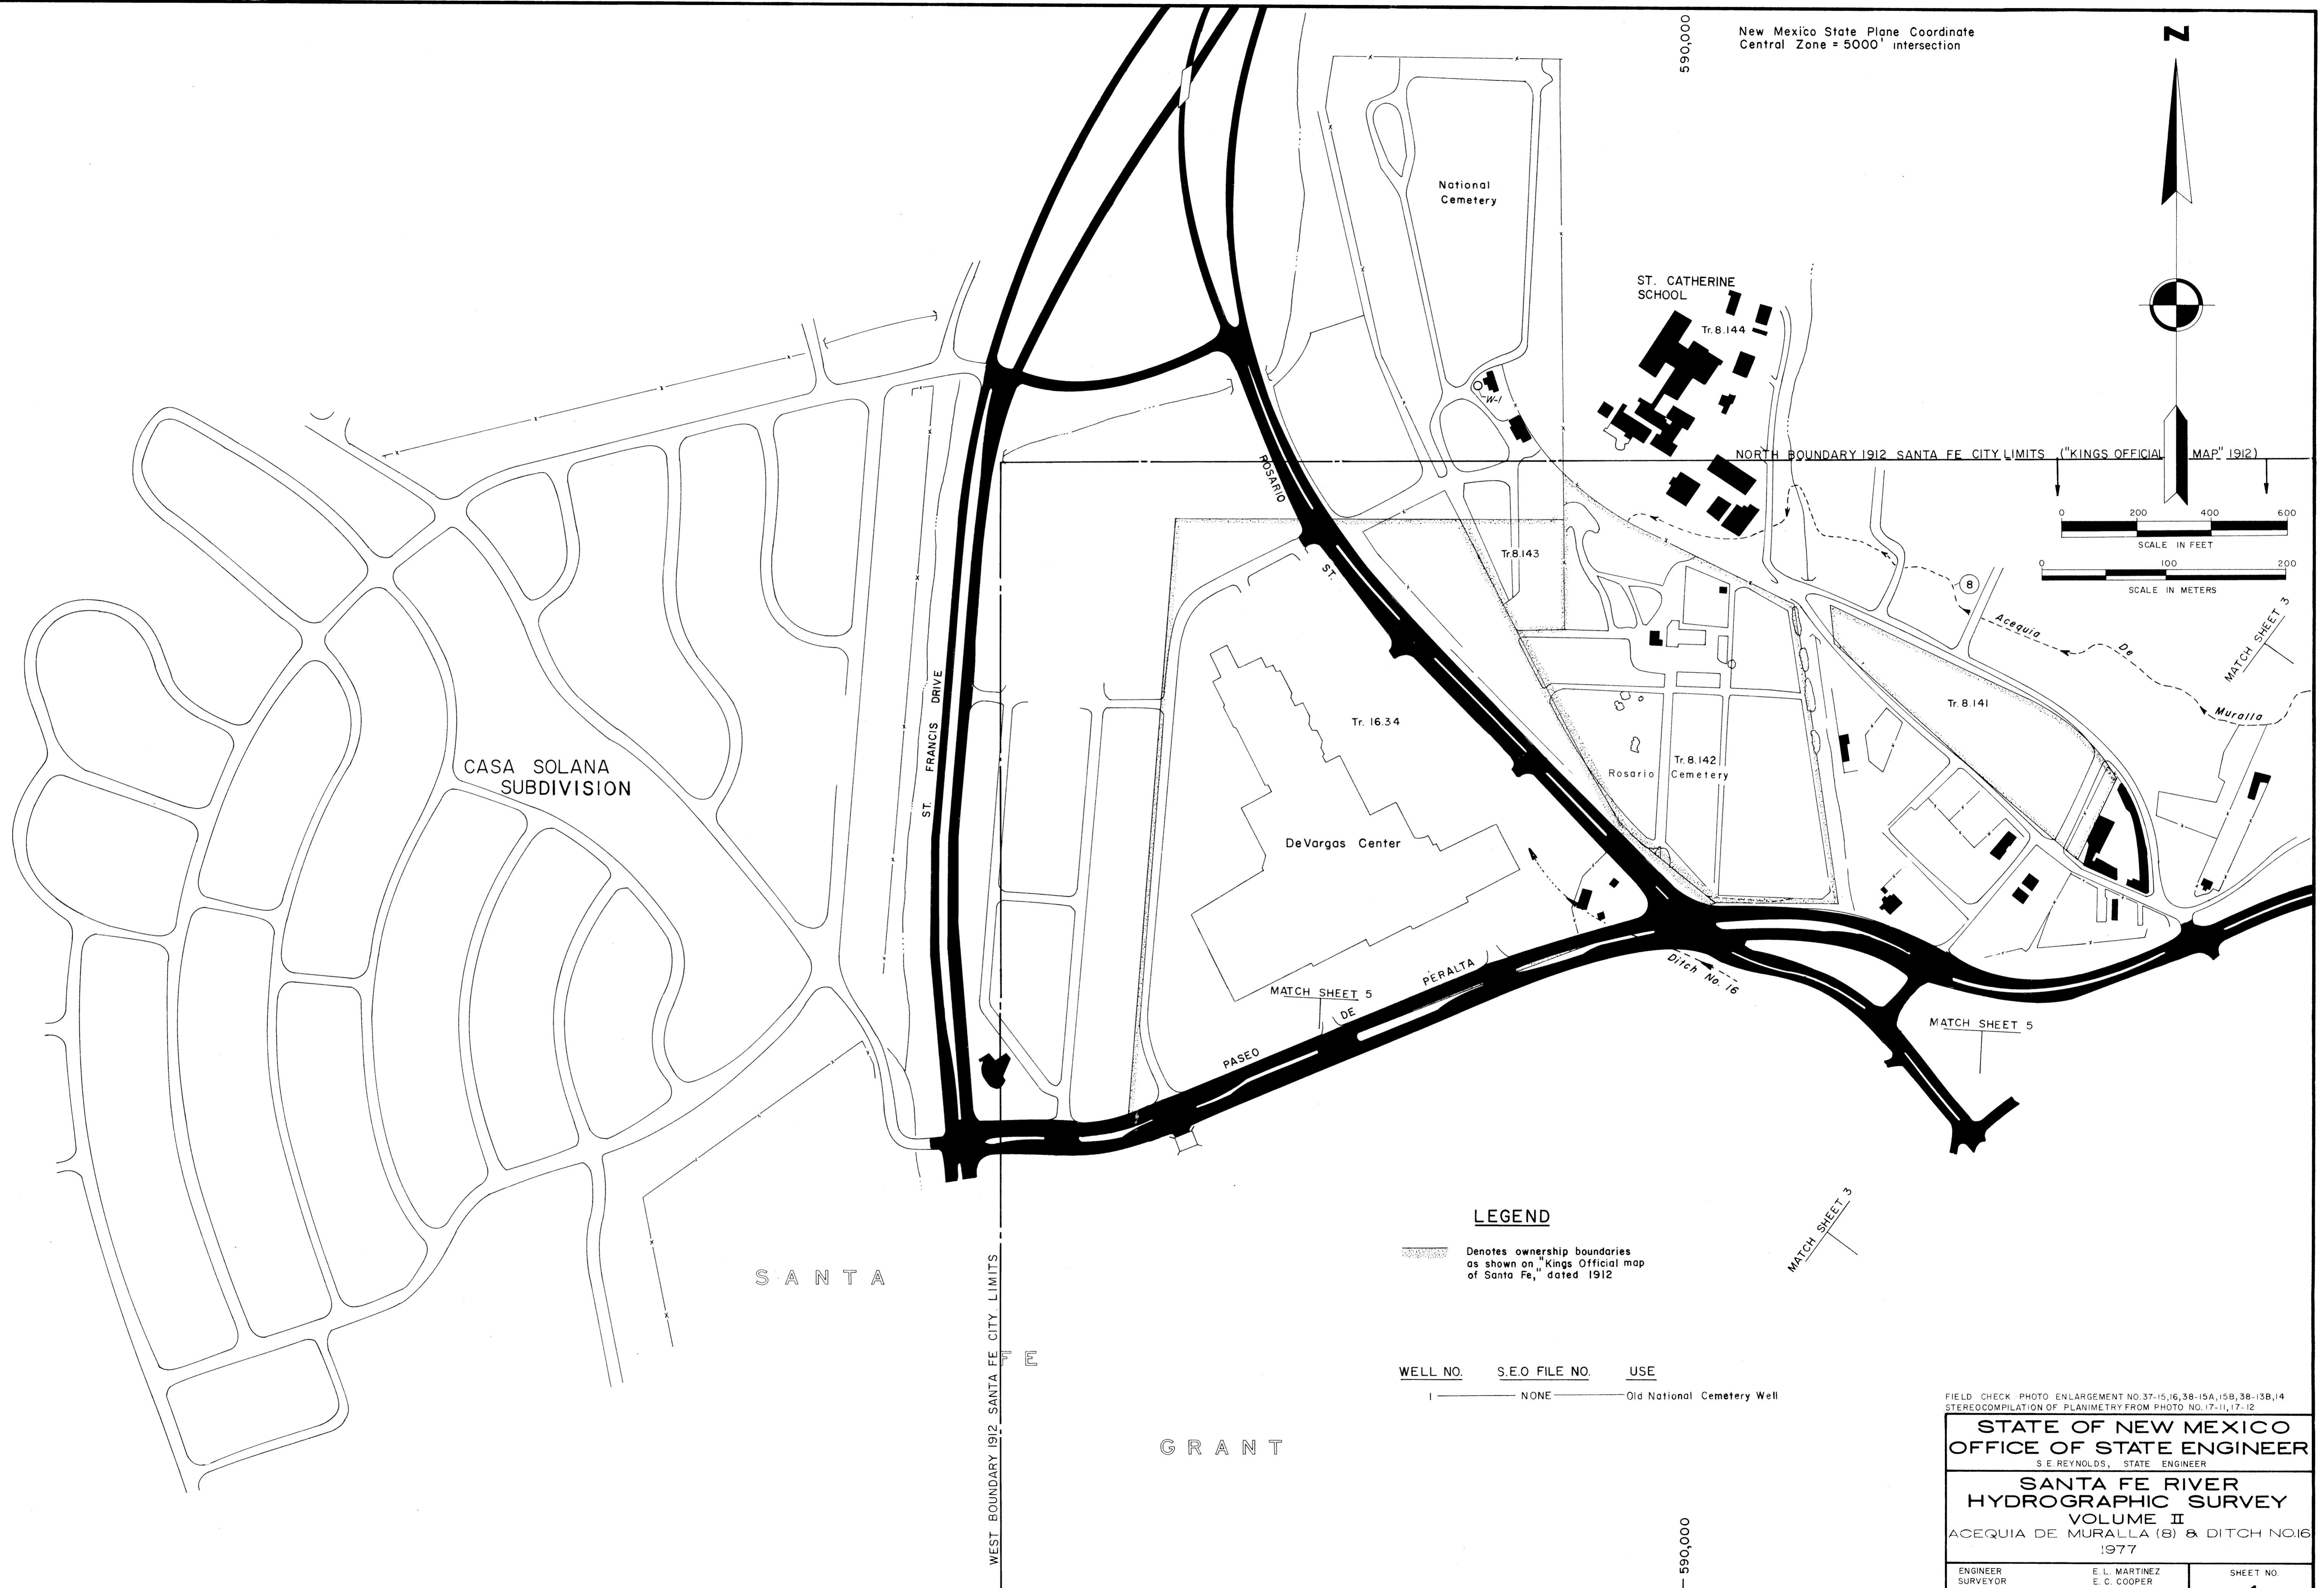 590,000
New Mexico State Plane Coordinate
Central Zone = 5000' intersection
N
National
Cemetery
ST. CATHERINE
SCHOOL
Tr. 8.144
W-1
NORTH BOUNDARY 1912 SANTA FE CITY LIMITS ("KINGS OFFICIAL MAP" 1912)
ROSARIO
ST.
0 200 400 600
SCALE IN FEET
0 100 200
SCALE IN METERS
Tr.8.143
8
Acequia
De
Muralla
MATCH SHEET 3
ST. FRANCIS DRIVE
Tr. 16.34
Tr. 8.141
CASA SOLANA
SUBDIVISION
Tr. 8.142
Rosario Cemetery
DeVargas Center
PASEO DE PERALTA
Ditch No. 16
MATCH SHEET 5
MATCH SHEET 5
LEGEND
Denotes ownership boundaries
as shown on "Kings Official map
of Santa Fe," dated 1912
MATCH SHEET 3
SANTA
FE
GRANT
WEST BOUNDARY 1912 SANTA FE CITY LIMITS
WELL NO. S.E.O FILE NO. USE
1 NONE Old National Cemetery Well
590,000
FIELD CHECK PHOTO ENLARGEMENT NO.37-15,16,38-15A,15B,38-13B,14
STEREOCOMPILATION OF PLANIMETRY FROM PHOTO NO.17-11,17-12
STATE OF NEW MEXICO
OFFICE OF STATE ENGINEER
S.E.REYNOLDS, STATE ENGINEER
SANTA FE RIVER
HYDROGRAPHIC SURVEY
VOLUME II
ACEQUIA DE MURALLA (8) & DITCH NO.16
1977
ENGINEER E. L. MARTINEZ
SURVEYOR E. C. COOPER
SHEET NO.